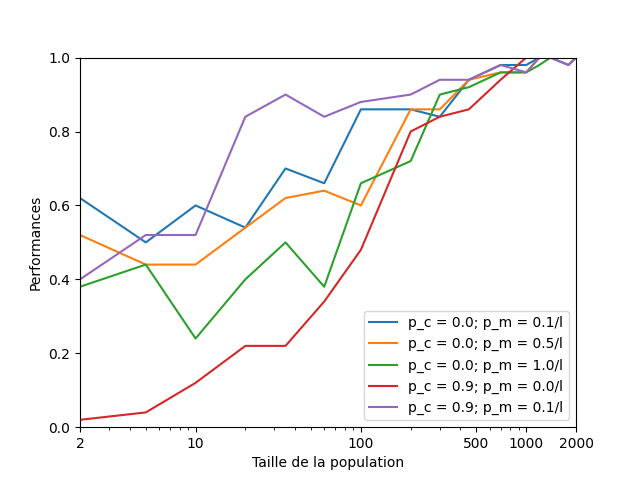 1.0
0.8
0.6
0.4
0.2
0.0
Performances
2
10
100
500
1000
2000
Taille de la population
p_c = 0.0; p_m = 0.1/l
p_c = 0.0; p_m = 0.5/l
p_c = 0.0; p_m = 1.0/l
p_c = 0.9; p_m = 0.0/l
p_c = 0.9; p_m = 0.1/l